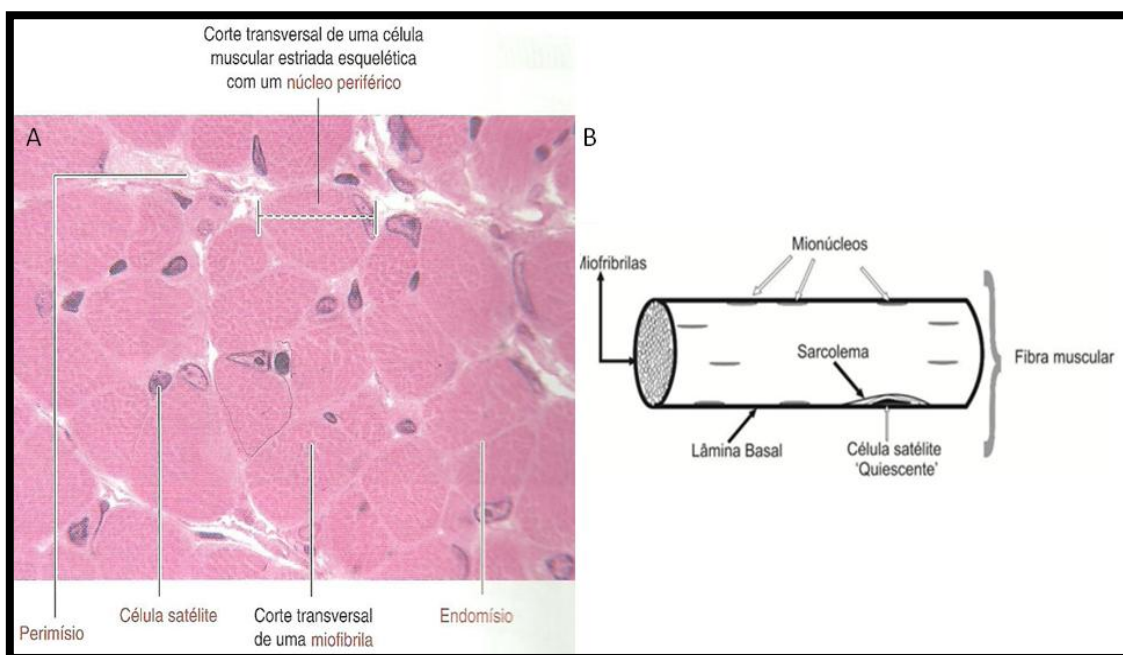 Corte transversal de uma célula
muscular estriada esquelética
com um núcleo periférico
A
Perimísio
Célula satélite
Corte transversal
de uma miofibrila
Endomísio
B
Mionúcleos
Miofibrilas
Sarcolema
Fibra muscular
Lâmina Basal
Célula satélite
'Quiescente'